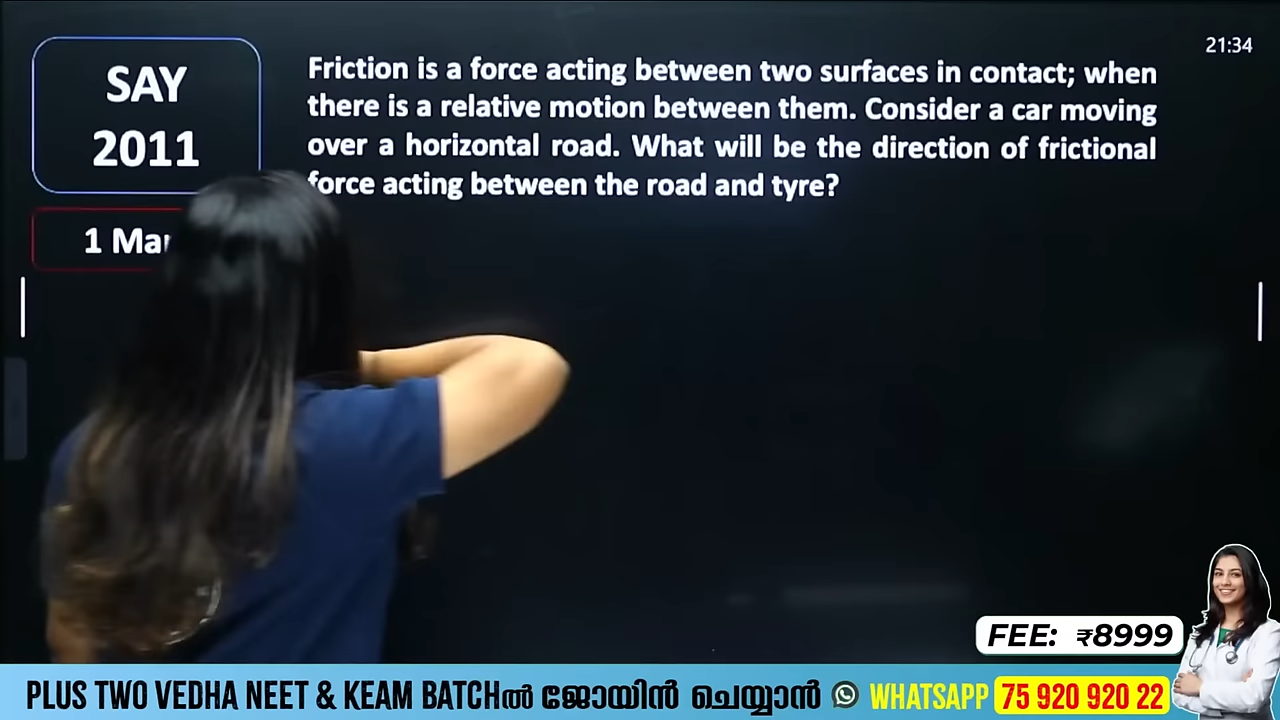 21:34
SAY
2011
Friction is a force acting between two surfaces in contact; when
there is a relative motion between them. Consider a car moving
over a horizontal road. What will be the direction of frictional
force acting between the road and tyre?
1
FEE: ₹8999
PLUS TWO VEDHA NEET & KEAM BATCHൽ ജോയിൻ ചെയ്യാൻ WHATSAPP 75 920 920 22